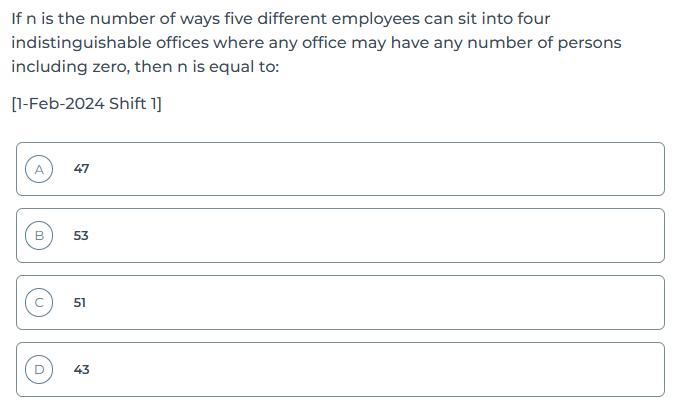 If n is the number of ways five different employees can sit into four
indistinguishable offices where any office may have any number of persons
including zero, then n is equal to:
[1-Feb-2024 Shift 1]
A 47
B 53
C 51
D 43